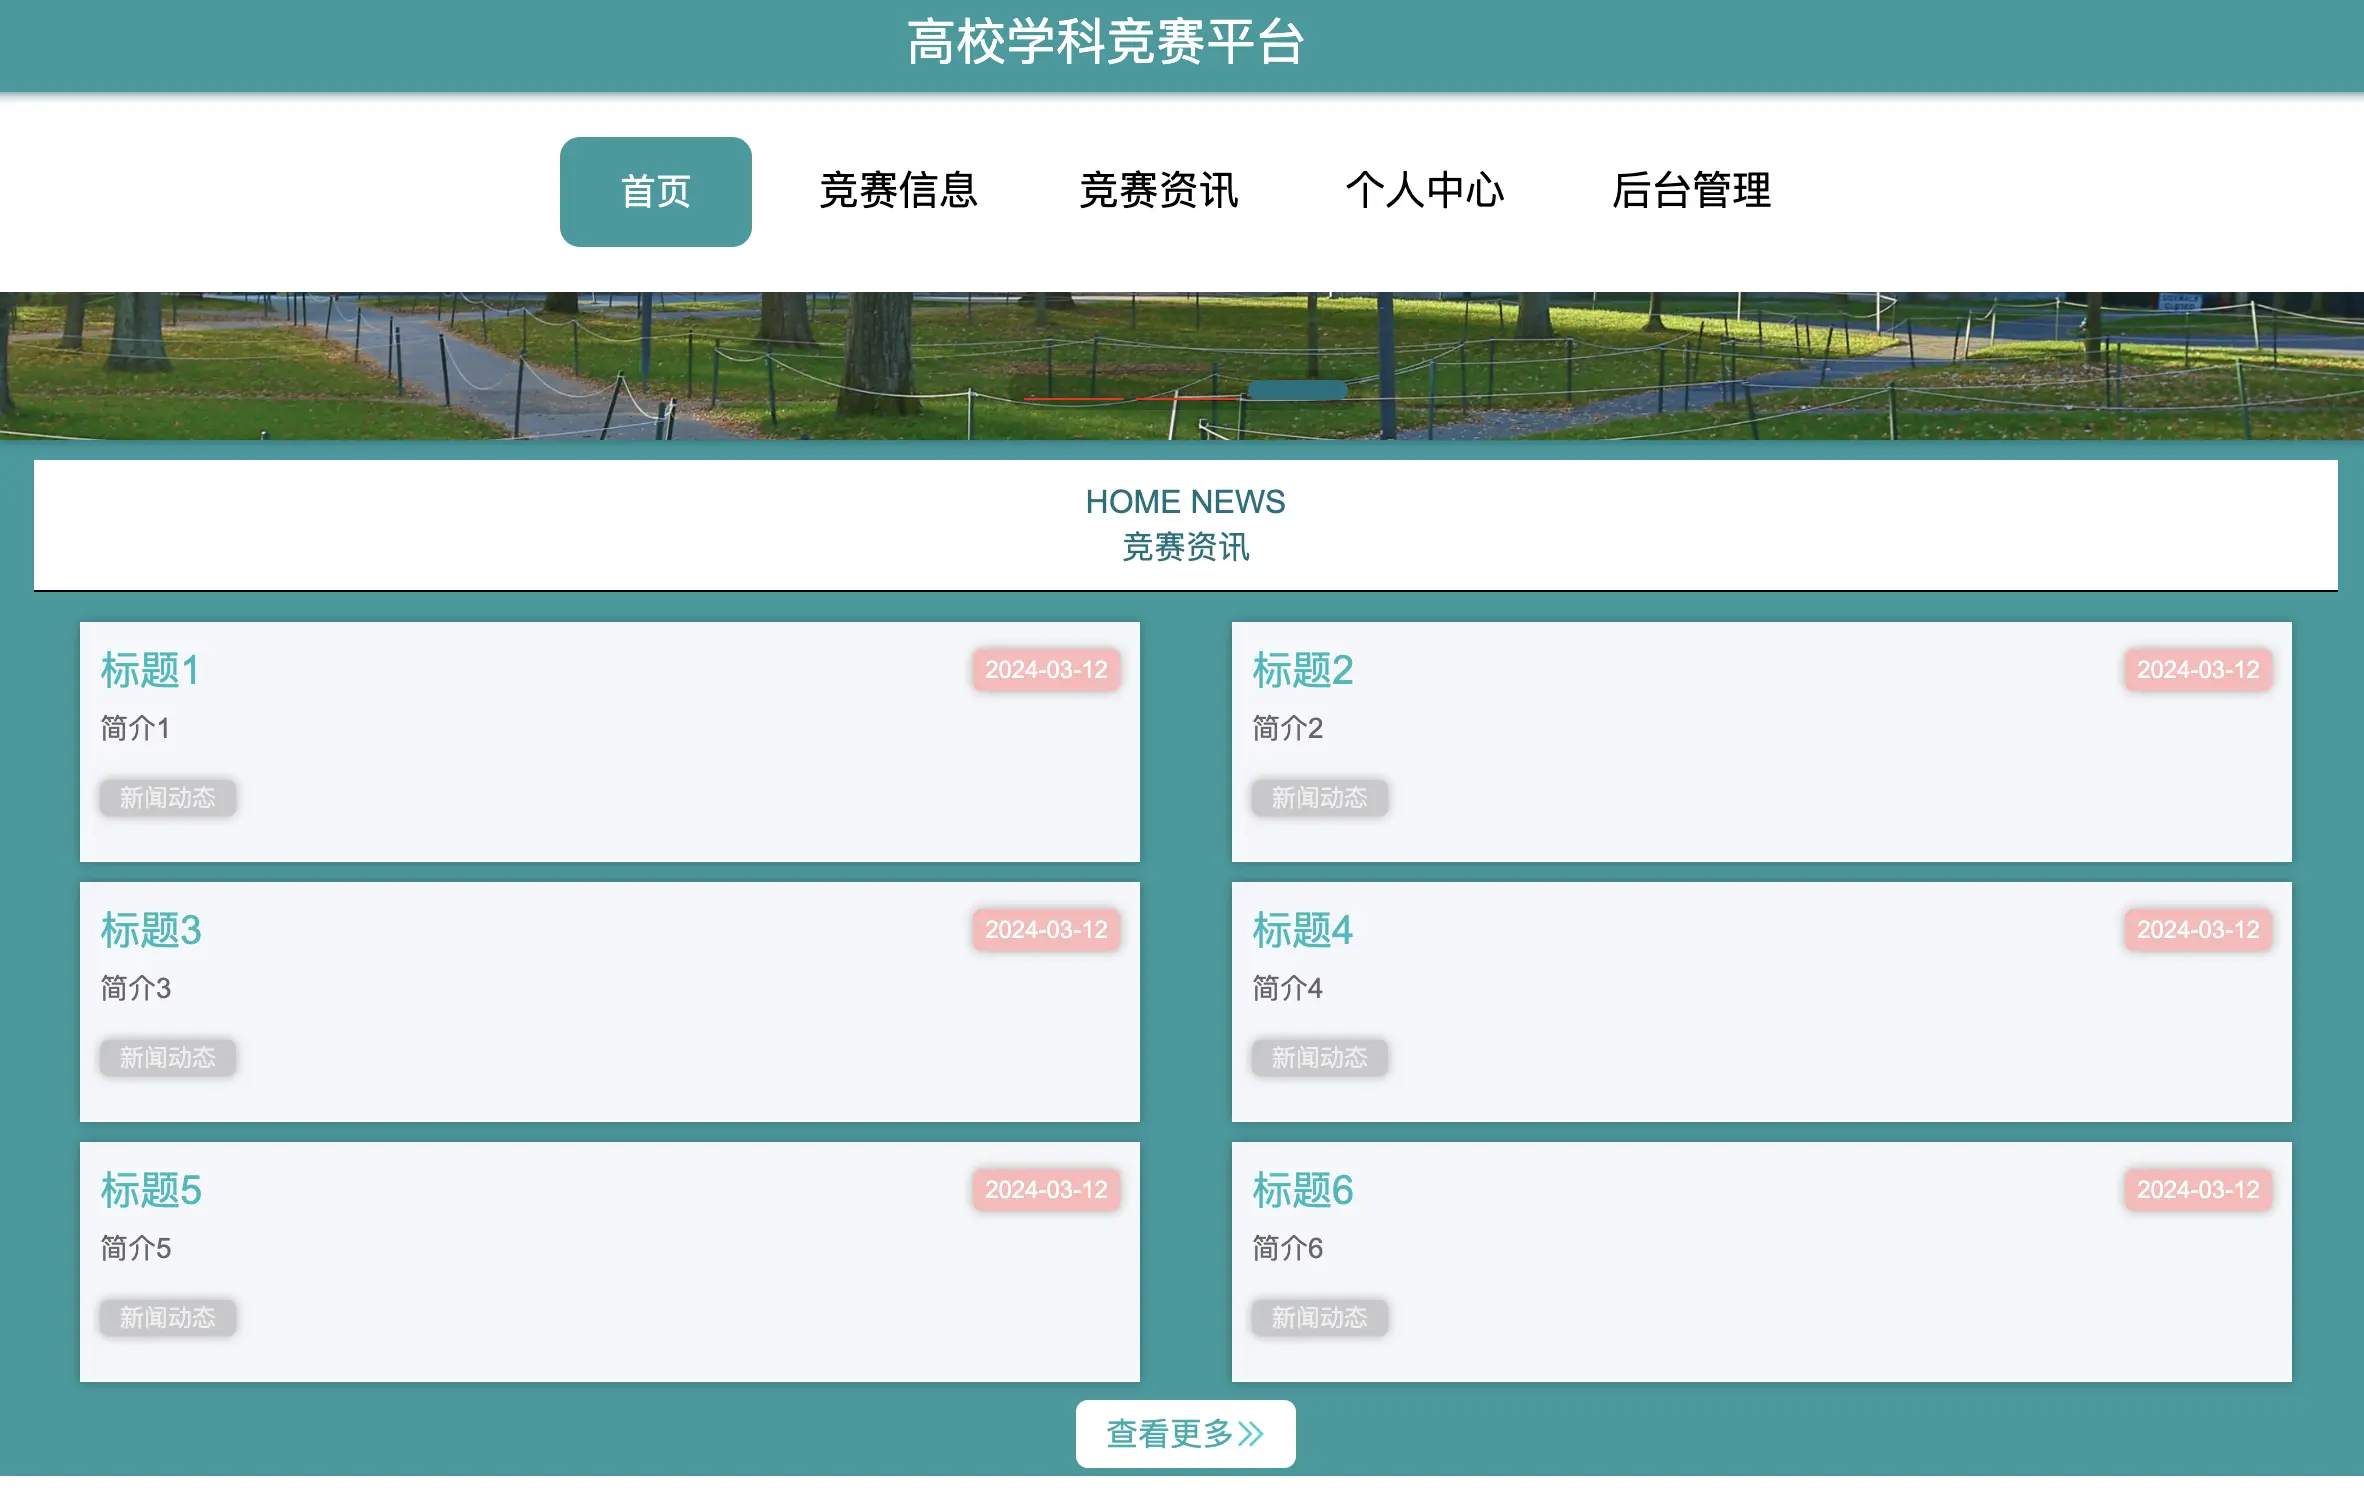 高校学科竞赛平台
首页 竞赛信息 竞赛资讯 个人中心 后台管理
SIDEWALK
CLOSED
HOME NEWS
竞赛资讯
标题1 2024-03-12
简介1
新闻动态
标题2 2024-03-12
简介2
新闻动态
标题3 2024-03-12
简介3
新闻动态
标题4 2024-03-12
简介4
新闻动态
标题5 2024-03-12
简介5
新闻动态
标题6 2024-03-12
简介6
新闻动态
查看更多